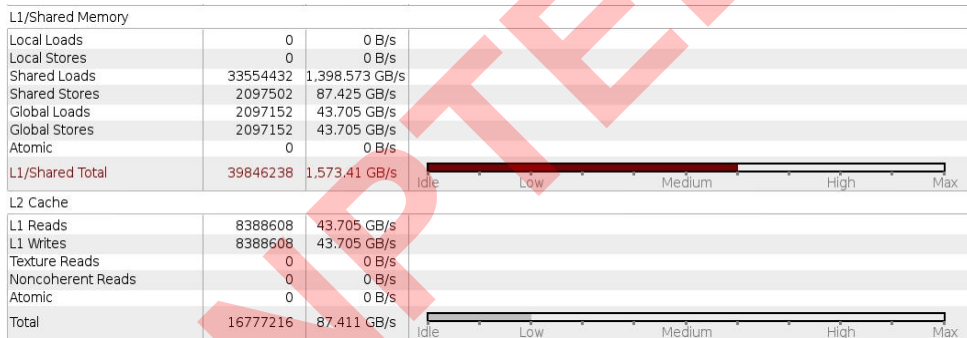 L1/Shared Memory
Local Loads 0 0 B/s
Local Stores 0 0 B/s
Shared Loads 33554432 1,398.573 GB/s
Shared Stores 2097502 87.425 GB/s
Global Loads 2097152 43.705 GB/s
Global Stores 2097152 43.705 GB/s
Atomic 0 0 B/s
L1/Shared Total 39846238 1,573.41 GB/s
Idle Low Medium High Max
L2 Cache
L1 Reads 8388608 43.705 GB/s
L1 Writes 8388608 43.705 GB/s
Texture Reads 0 0 B/s
Noncoherent Reads 0 0 B/s
Atomic 0 0 B/s
Total 16777216 87.411 GB/s
Idle Low Medium High Max
NPTEL